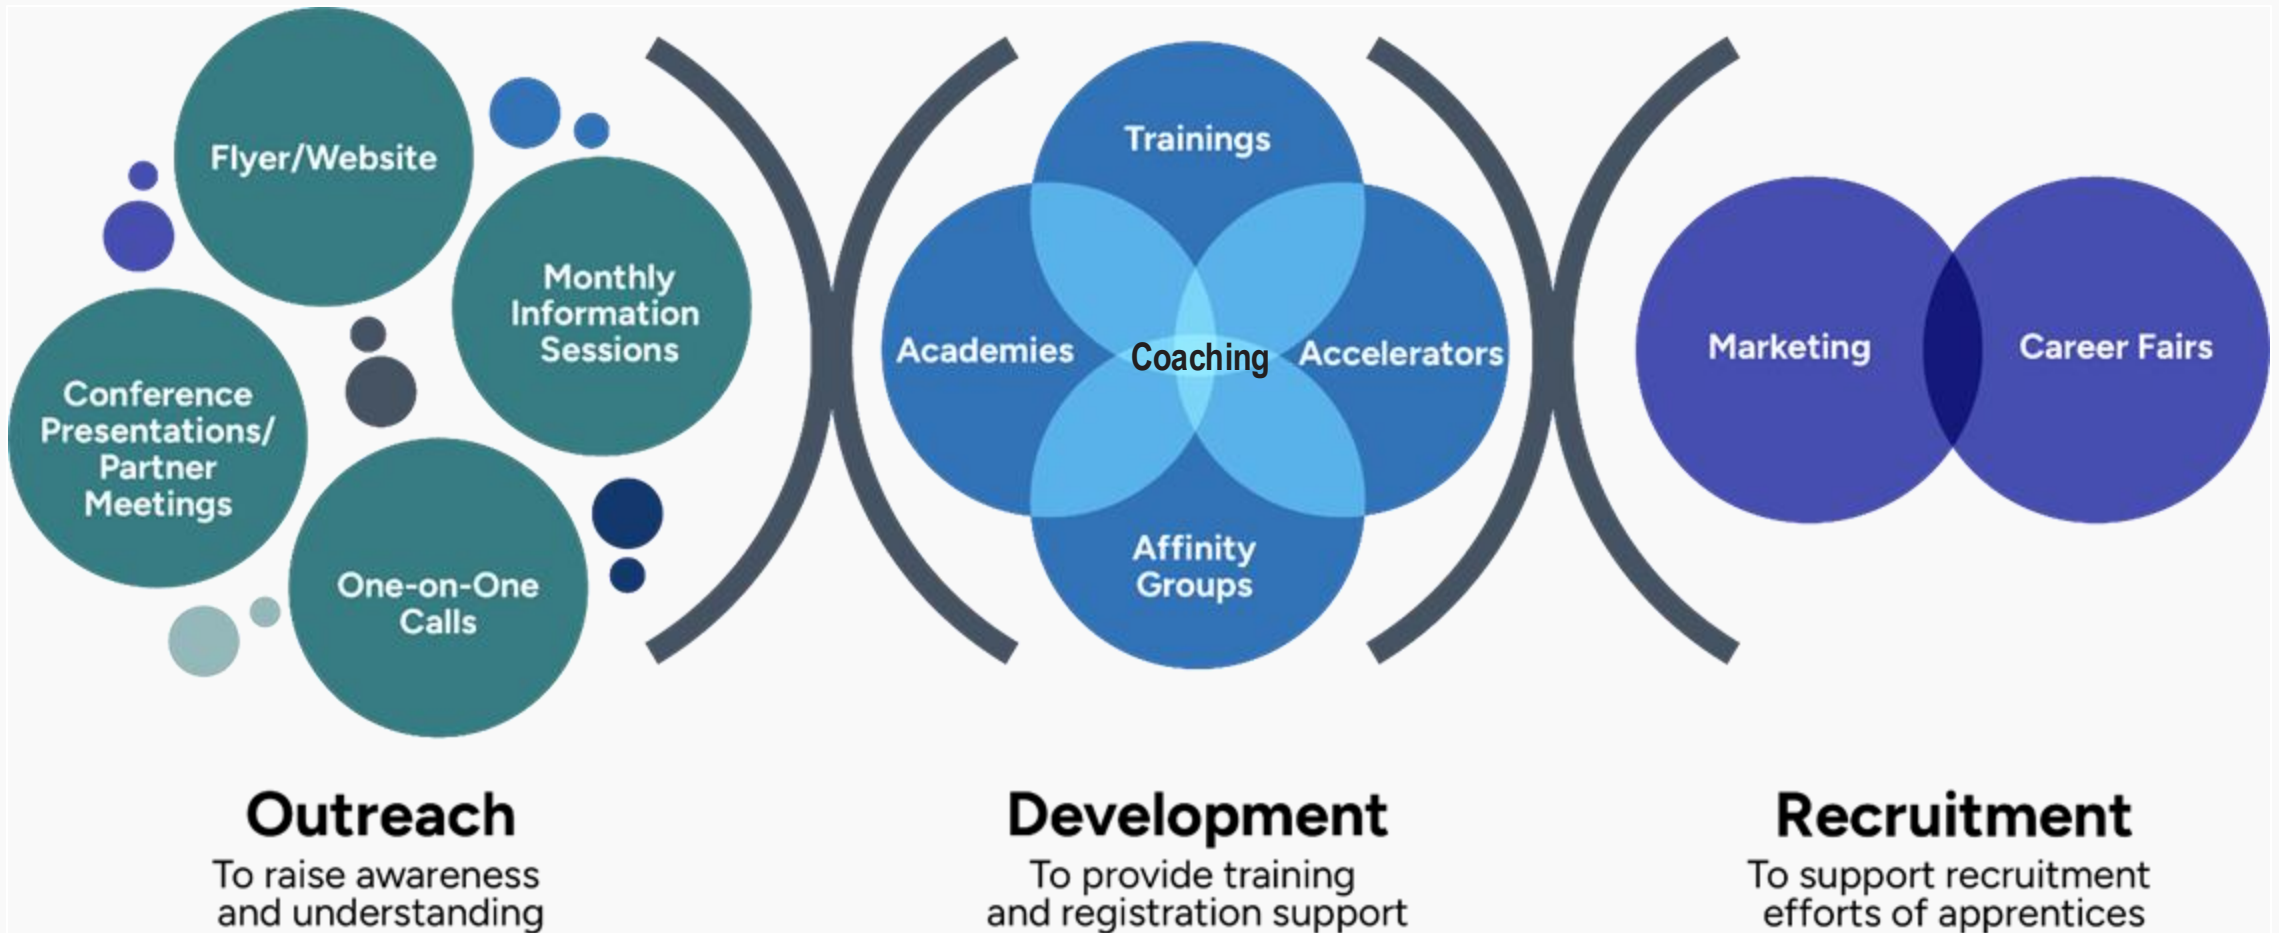 Flyer/Website
Monthly
Information
Sessions
Conference
Presentations/
Partner
Meetings
One-on-One
Calls
Outreach
To raise awareness
and understanding
Trainings
Academies
Coaching
Accelerators
Affinity
Groups
Development
To provide training
and registration support
Marketing
Career Fairs
Recruitment
To support recruitment
efforts of apprentices